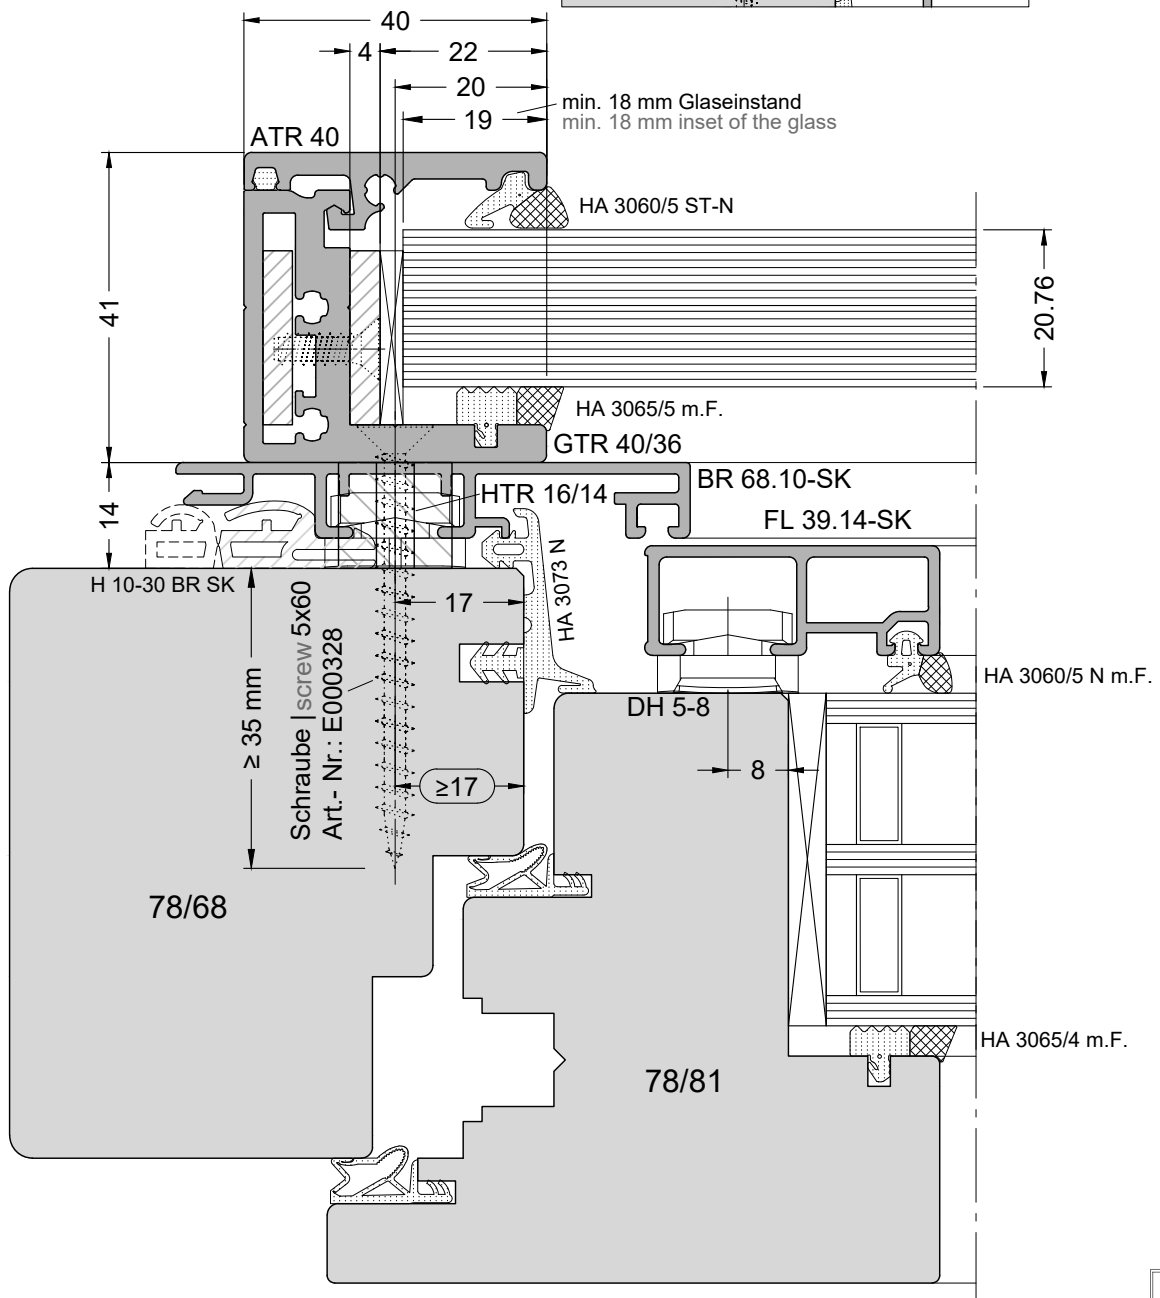 40
4
22
20
19
min. 18 mm Glaseinstand
min. 18 mm inset of the glass
ATR 40
HA 3060/5 ST-N
41
20.76
HA 3065/5 m.F.
GTR 40/36
BR 68.10-SK
HTR 16/14
14
FL 39.14-SK
H 10-30 BR SK
HA 3073 N
17
≥ 35 mm
Schraube | screw 5x60
Art.- Nr.: E000328
HA 3060/5 N m.F.
DH 5-8
8
≥17
78/68
HA 3065/4 m.F.
78/81